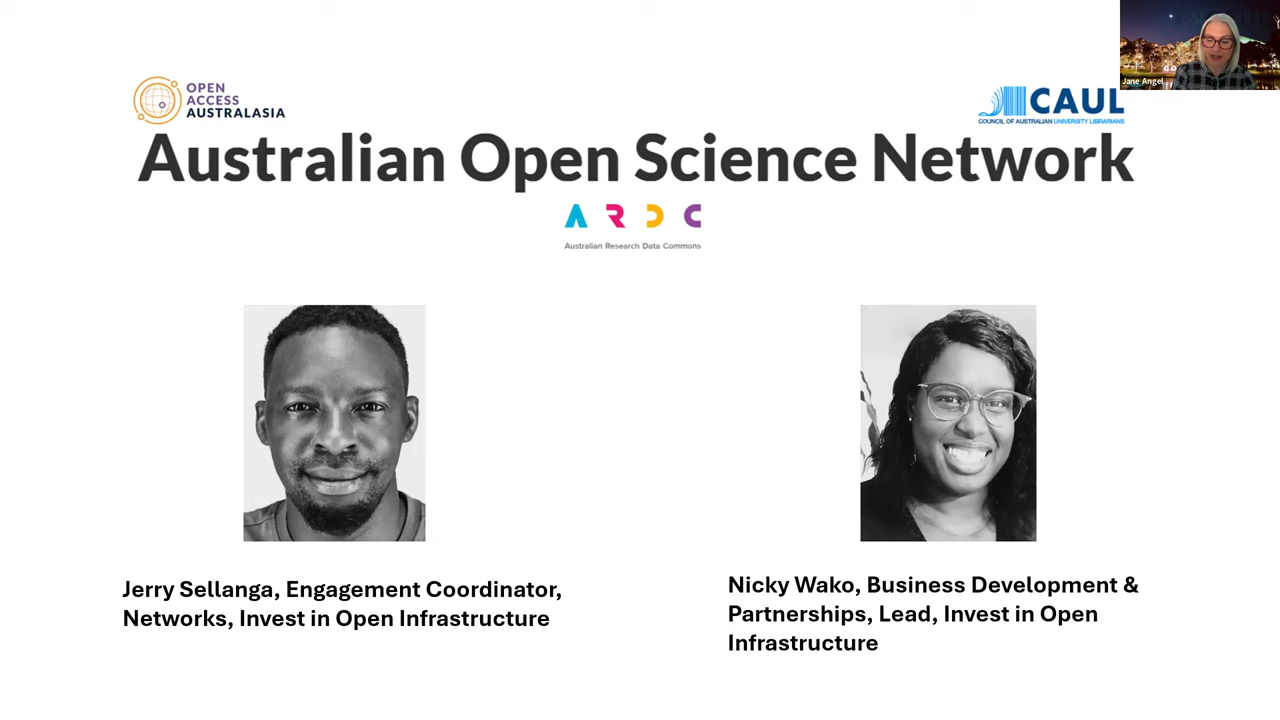 Jane Angel
OPEN
ACCESS
AUSTRALASIA
CAUL
COUNCIL OF AUSTRALIAN UNIVERSITY LIBRARIANS
Australian Open Science Network
ARDC
Australian Research Data Commons
Jerry Sellanga, Engagement Coordinator,
Networks, Invest in Open Infrastructure
Nicky Wako, Business Development &
Partnerships, Lead, Invest in Open
Infrastructure